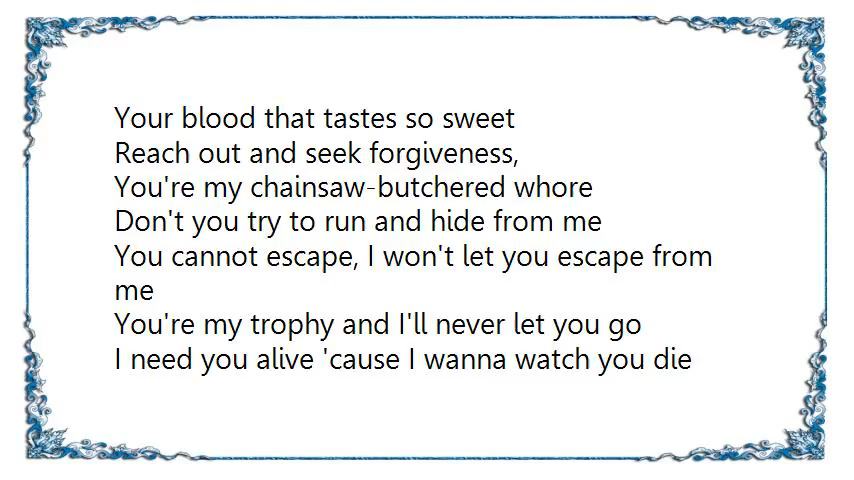 Your blood that tastes so sweet
Reach out and seek forgiveness,
You're my chainsaw-butchered whore
Don't you try to run and hide from me
You cannot escape, I won't let you escape from
me
You're my trophy and I'll never let you go
I need you alive 'cause I wanna watch you die